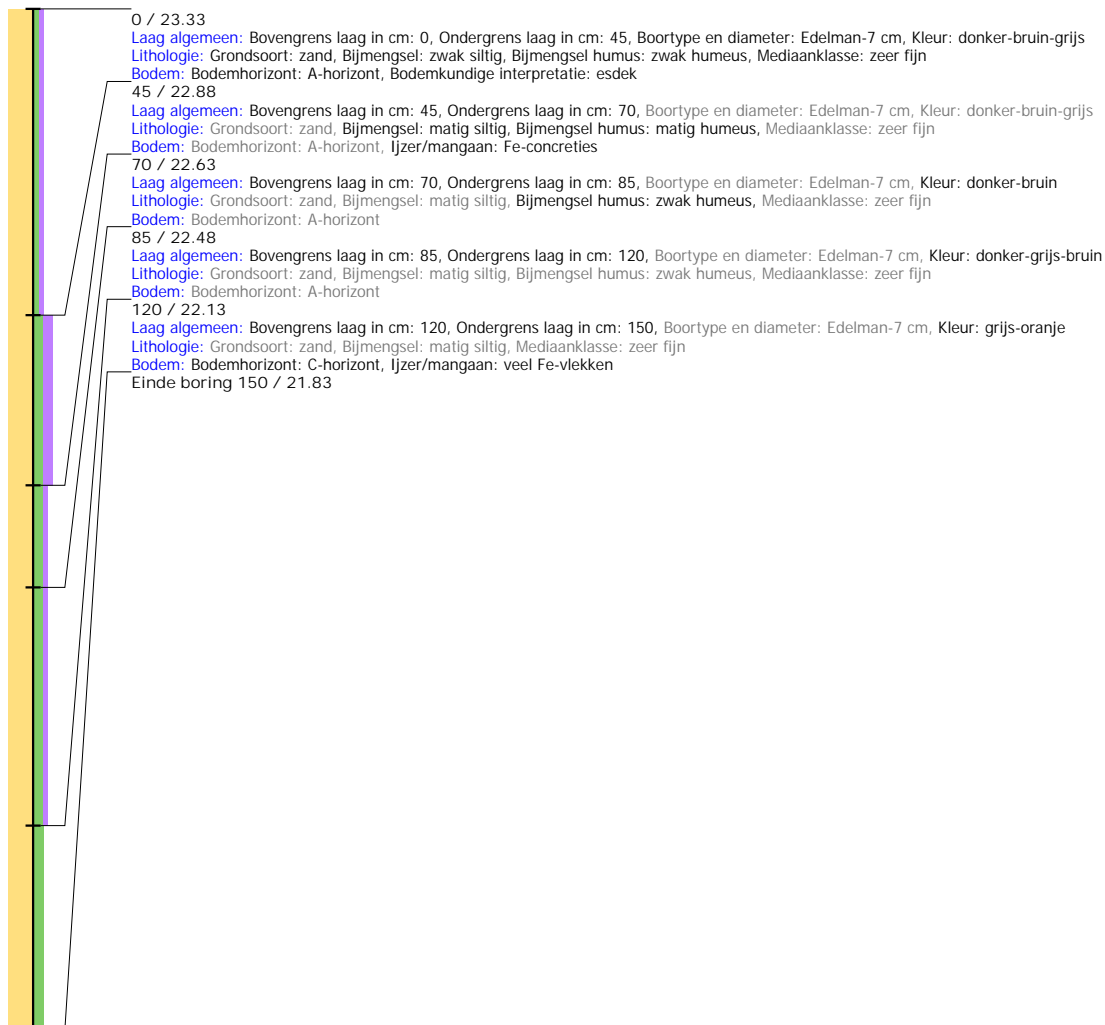 0 / 23.33
Laag algemeen: Bovengrens laag in cm: 0, Ondergrens laag in cm: 45, Boortype en diameter: Edelman-7 cm, Kleur: donker-bruin-grijs
Lithologie: Grondsoort: zand, Bijmengsel: zwak siltig, Bijmengsel humus: zwak humeus, Mediaanklasse: zeer fijn
Bodem: Bodemhorizont: A-horizont, Bodemkundige interpretatie: esdek
45 / 22.88
Laag algemeen: Bovengrens laag in cm: 45, Ondergrens laag in cm: 70, Boortype en diameter: Edelman-7 cm, Kleur: donker-bruin-grijs
Lithologie: Grondsoort: zand, Bijmengsel: matig siltig, Bijmengsel humus: matig humeus, Mediaanklasse: zeer fijn
Bodem: Bodemhorizont: A-horizont, Ijzer/mangaan: Fe-concreties
70 / 22.63
Laag algemeen: Bovengrens laag in cm: 70, Ondergrens laag in cm: 85, Boortype en diameter: Edelman-7 cm, Kleur: donker-bruin
Lithologie: Grondsoort: zand, Bijmengsel: matig siltig, Bijmengsel humus: zwak humeus, Mediaanklasse: zeer fijn
Bodem: Bodemhorizont: A-horizont
85 / 22.48
Laag algemeen: Bovengrens laag in cm: 85, Ondergrens laag in cm: 120, Boortype en diameter: Edelman-7 cm, Kleur: donker-grijs-bruin
Lithologie: Grondsoort: zand, Bijmengsel: matig siltig, Bijmengsel humus: zwak humeus, Mediaanklasse: zeer fijn
Bodem: Bodemhorizont: A-horizont
120 / 22.13
Laag algemeen: Bovengrens laag in cm: 120, Ondergrens laag in cm: 150, Boortype en diameter: Edelman-7 cm, Kleur: grijs-oranje
Lithologie: Grondsoort: zand, Bijmengsel: matig siltig, Mediaanklasse: zeer fijn
Bodem: Bodemhorizont: C-horizont, Ijzer/mangaan: veel Fe-vlekken
Einde boring 150 / 21.83